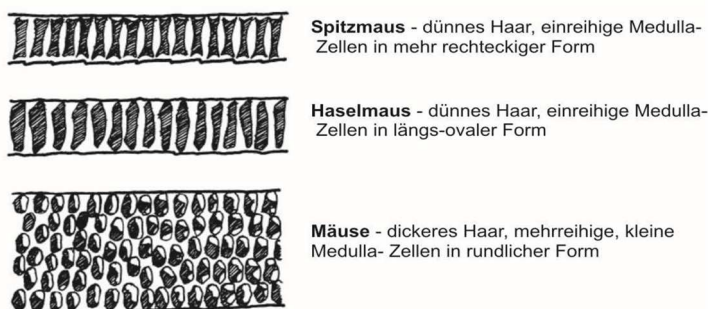 Spitzmaus - dünnes Haar, einreihige Medulla-
Zellen in mehr rechteckiger Form
Haselmaus - dünnes Haar, einreihige Medulla-
Zellen in längs-ovaler Form
Mäuse - dickeres Haar, mehrreihige, kleine
Medulla- Zellen in rundlicher Form